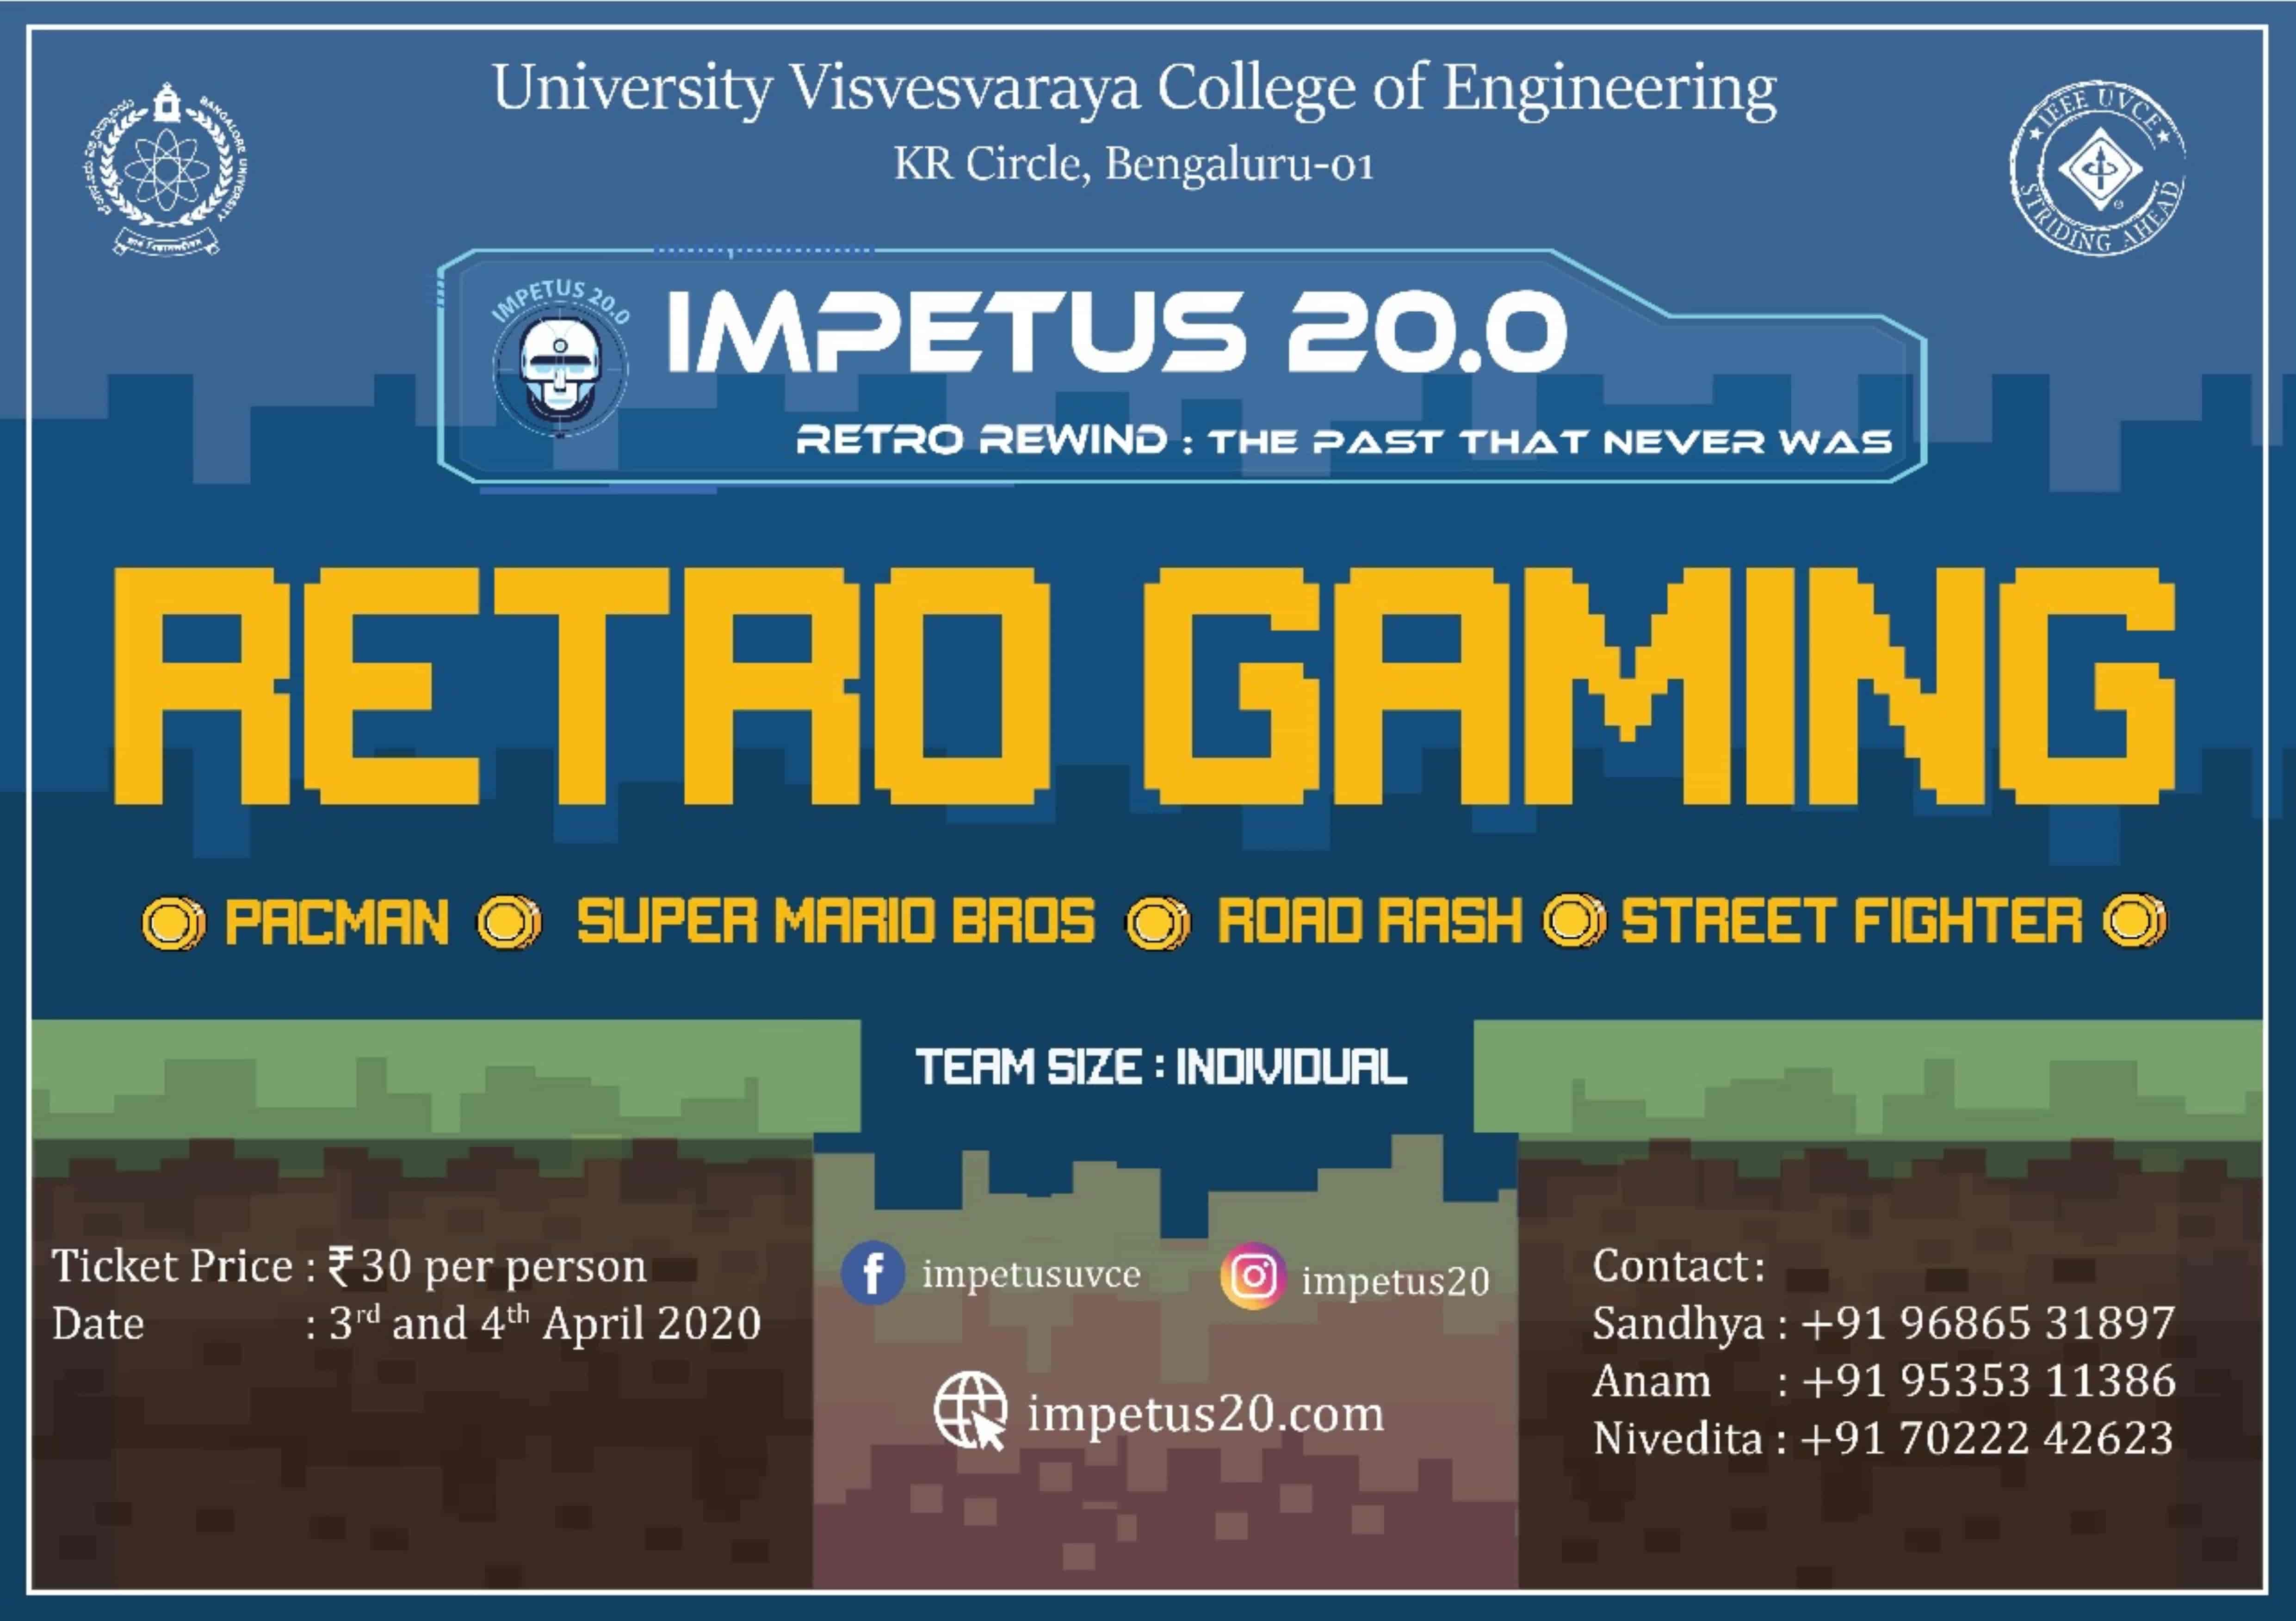 University Visvesvaraya College of Engineering
KR Circle, Bengaluru-01
BANGALORE UNIVERSITY
IEEE UVCE
STRIDING AHEAD
IMPETUS 20.0
IMPETUS 20.0
RETRO REWIND : THE PAST THAT NEVER WAS
RETRO GAMING
PACMAN SUPER MARIO BROS ROAD RASH STREET FIGHTER
TEAM SIZE : INDIVIDUAL
Ticket Price : ₹ 30 per person
Date : 3rd and 4th April 2020
impetusuvce
impetus20
impetus20.com
Contact:
Sandhya : +91 96865 31897
Anam : +91 95353 11386
Nivedita : +91 70222 42623